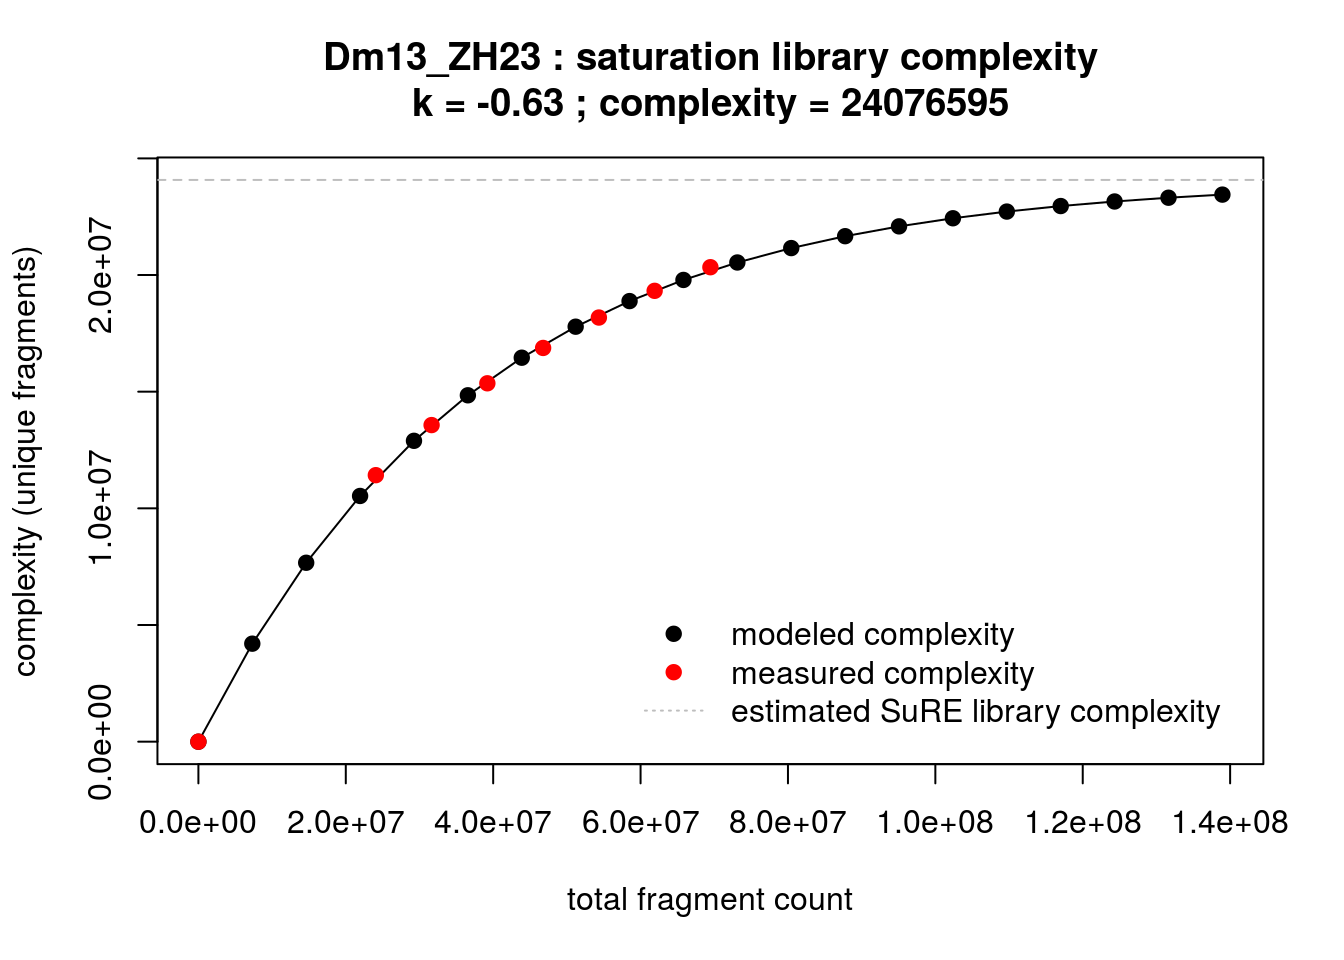 Dm13_ZH23 : saturation library complexity
k = -0.63 ; complexity = 24076595
complexity (unique fragments)
2.0e+07
1.0e+07
0.0e+00
modeled complexity
measured complexity
estimated SuRE library complexity
0.0e+00 2.0e+07 4.0e+07 6.0e+07 8.0e+07 1.0e+08 1.2e+08 1.4e+08
total fragment count